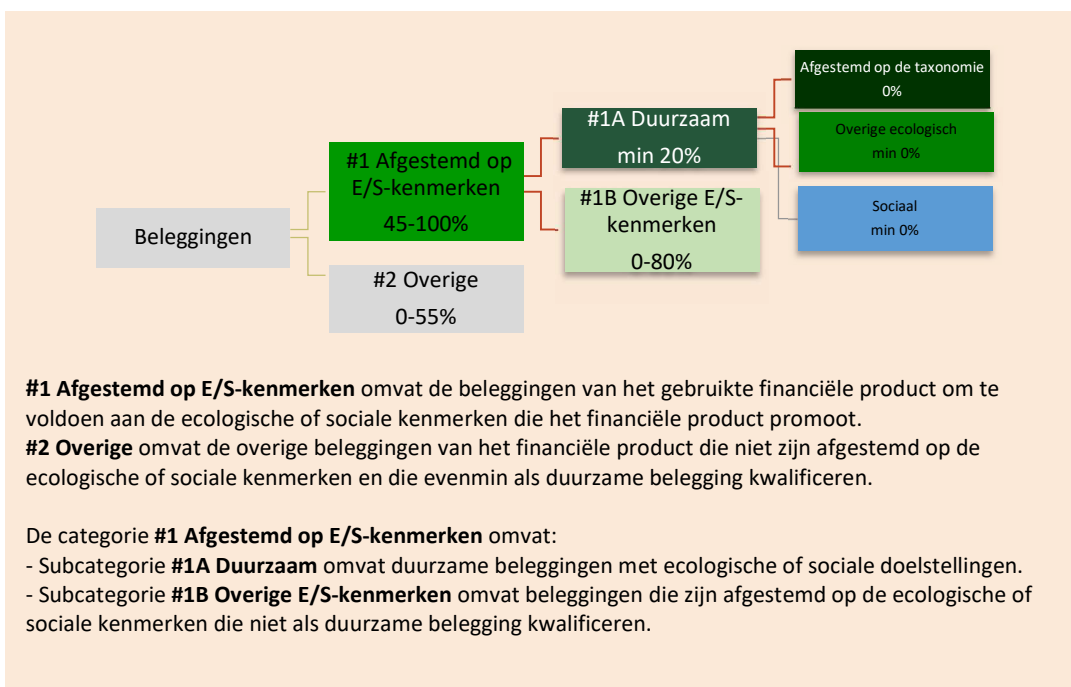 Afgestemd op de taxonomie
0%
#1A Duurzaam
min 20%
Overige ecologisch
min 0%
#1 Afgestemd op
E/S-kenmerken
45-100%
#1B Overige E/S-
kenmerken
0-80%
Sociaal
min 0%
Beleggingen
#2 Overige
0-55%
#1 Afgestemd op E/S-kenmerken omvat de beleggingen van het gebruikte financiële product om te
voldoen aan de ecologische of sociale kenmerken die het financiële product promoot.
#2 Overige omvat de overige beleggingen van het financiële product die niet zijn afgestemd op de
ecologische of sociale kenmerken en die evenmin als duurzame belegging kwalificeren.
De categorie #1 Afgestemd op E/S-kenmerken omvat:
- Subcategorie #1A Duurzaam omvat duurzame beleggingen met ecologische of sociale doelstellingen.
- Subcategorie #1B Overige E/S-kenmerken omvat beleggingen die zijn afgestemd op de ecologische of
sociale kenmerken die niet als duurzame belegging kwalificeren.